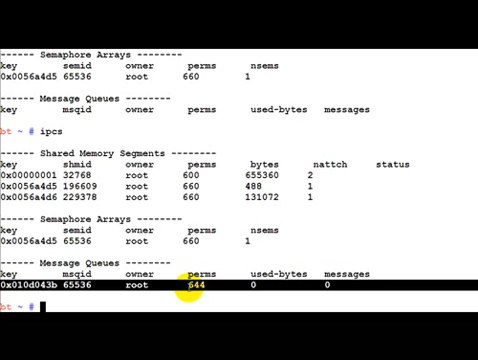 ------ Semaphore Arrays --------
key semid owner perms nsems
0x0056a4d5 65536 root 660 1
------ Message Queues --------
key msqid owner perms used-bytes messages
bt ~ # ipcs
------ Shared Memory Segments --------
key shmid owner perms bytes nattch status
0x00000001 32768 root 600 655360 2
0x0056a4d5 196609 root 660 488 1
0x0056a4d6 229378 root 660 131072 1
------ Semaphore Arrays --------
key semid owner perms nsems
0x0056a4d5 65536 root 660 1
------ Message Queues --------
key msqid owner perms used-bytes messages
0x010d043b 65536 root 644 0 0
bt ~ #